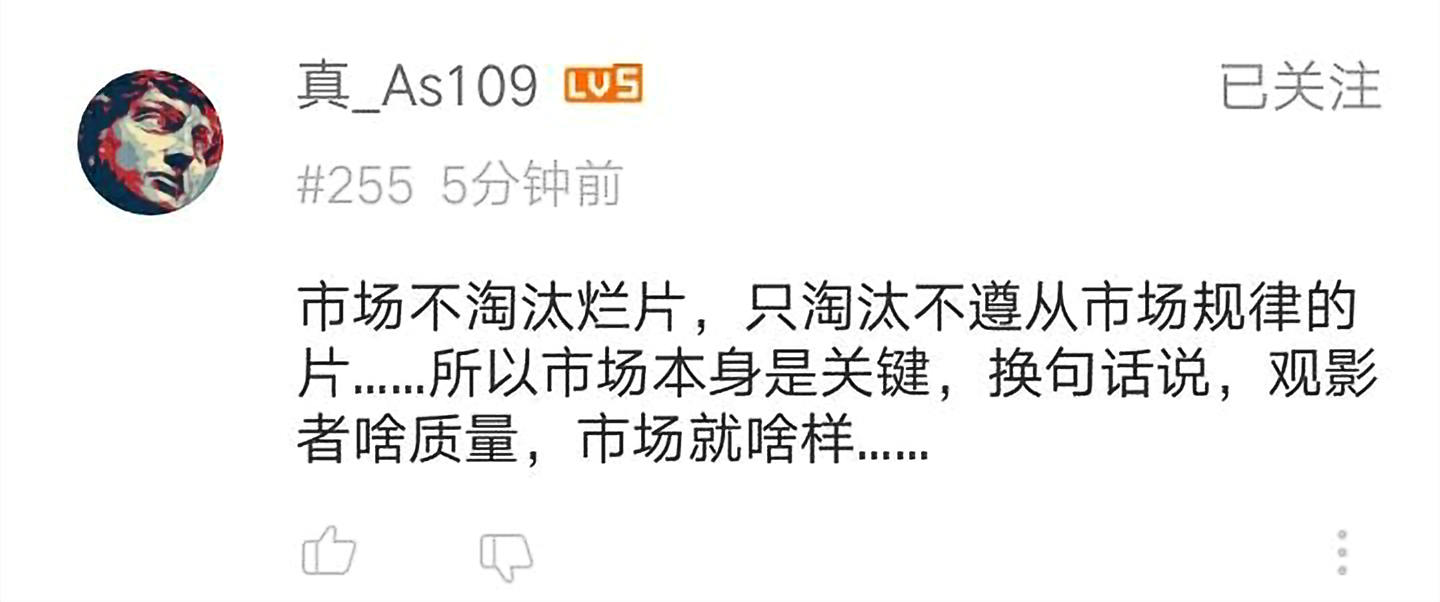 真_As109 LV5 已关注
#255 5分钟前
市场不淘汰烂片，只淘汰不遵从市场规律的
片......所以市场本身是关键，换句话说，观影
者啥质量，市场就啥样......